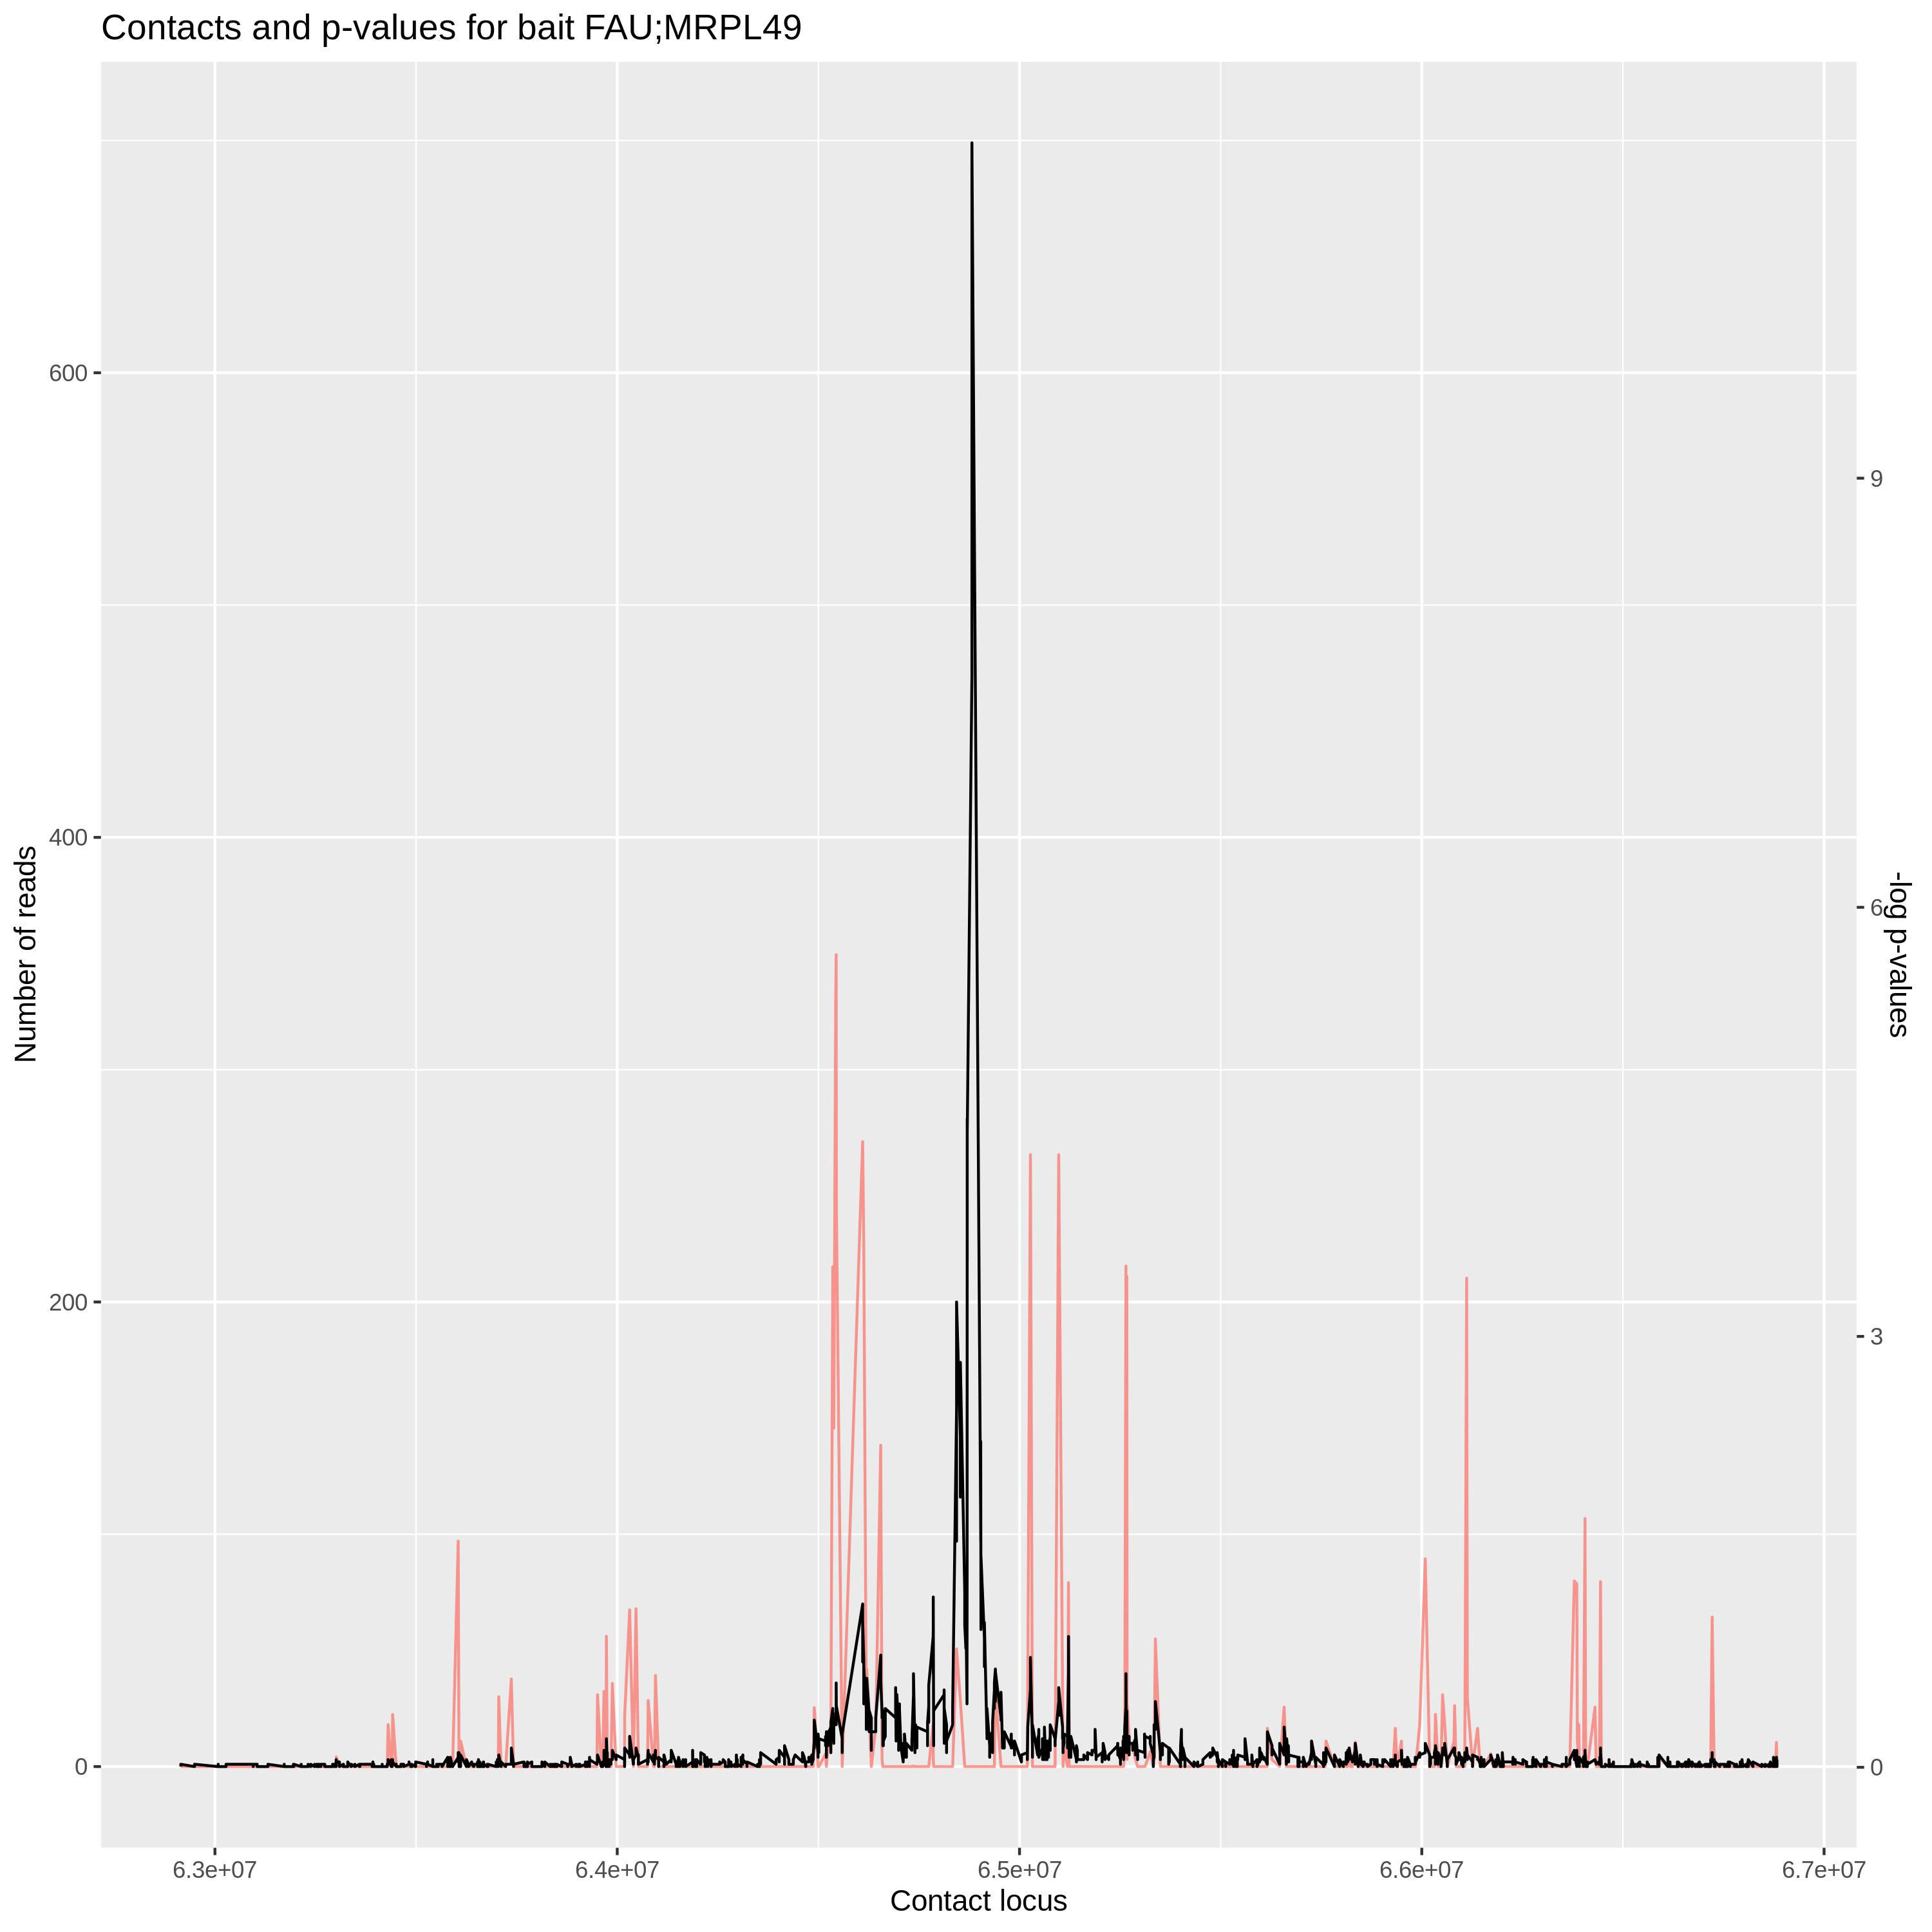 Contacts and p-values for bait FAU;MRPL49
Number of reads
600
400
200
0
9
6
3
0
-log p-values
6.3e+07
6.4e+07
6.5e+07
6.6e+07
6.7e+07
Contact locus